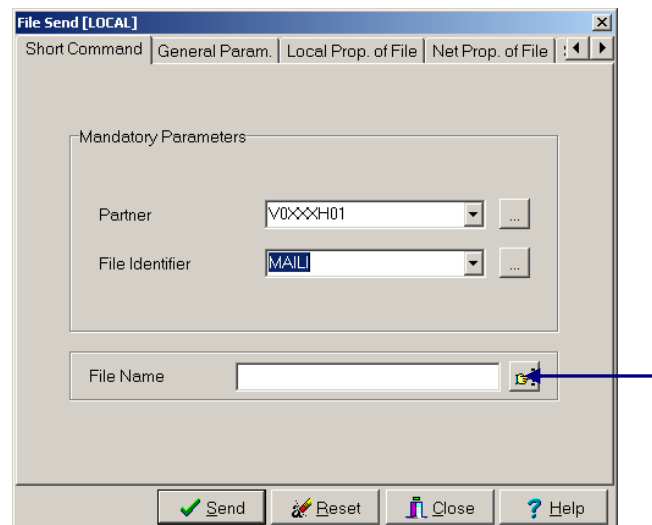 File Send [LOCAL]
Short Command General Param. Local Prop. of File Net Prop. of File
Mandatory Parameters
Partner V0XXXH01 ...
File Identifier MAILI ...
File Name
Send Reset Close ? Help